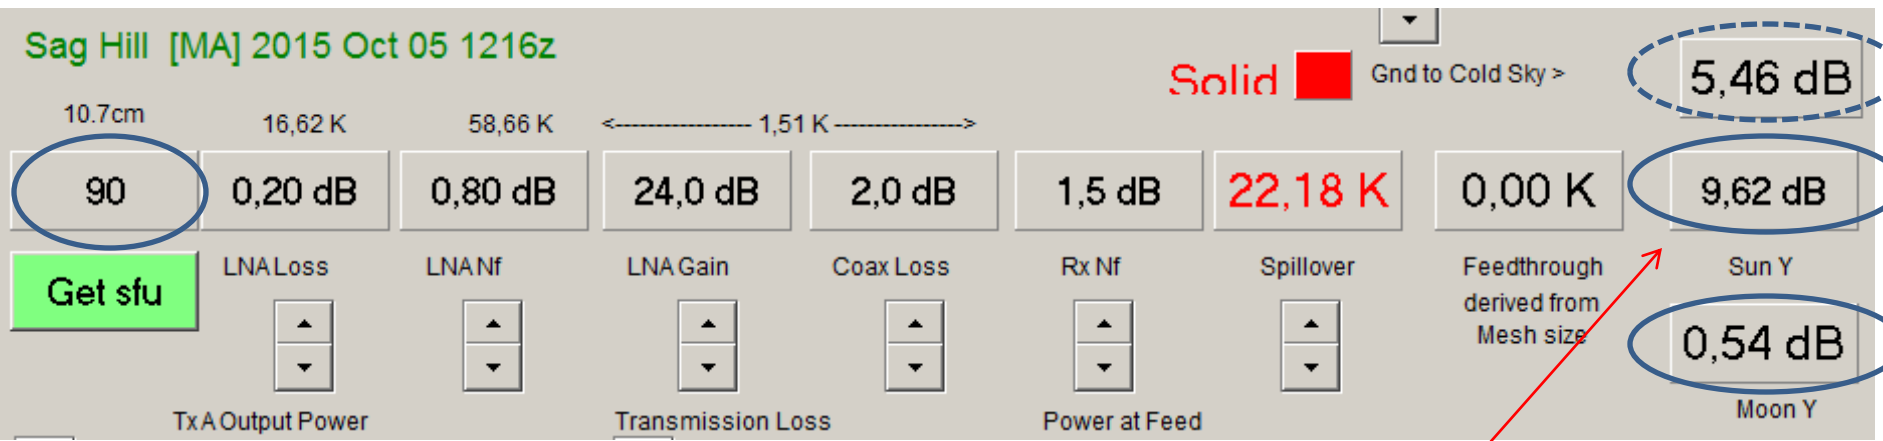 Sag Hill [MA] 2015 Oct 05 1216z
Solid Gnd to Cold Sky > 5,46 dB
10.7cm 16,62 K 58,66 K <----------------- 1,51 K ---------------->
90 0,20 dB 0,80 dB 24,0 dB 2,0 dB 1,5 dB 22,18 K 0,00 K 9,62 dB
Get sfu LNA Loss LNA Nf LNA Gain Coax Loss Rx Nf Spillover Feedthrough Sun Y
derived from
Mesh size 0,54 dB
TxA Output Power Transmission Loss Power at Feed Moon Y